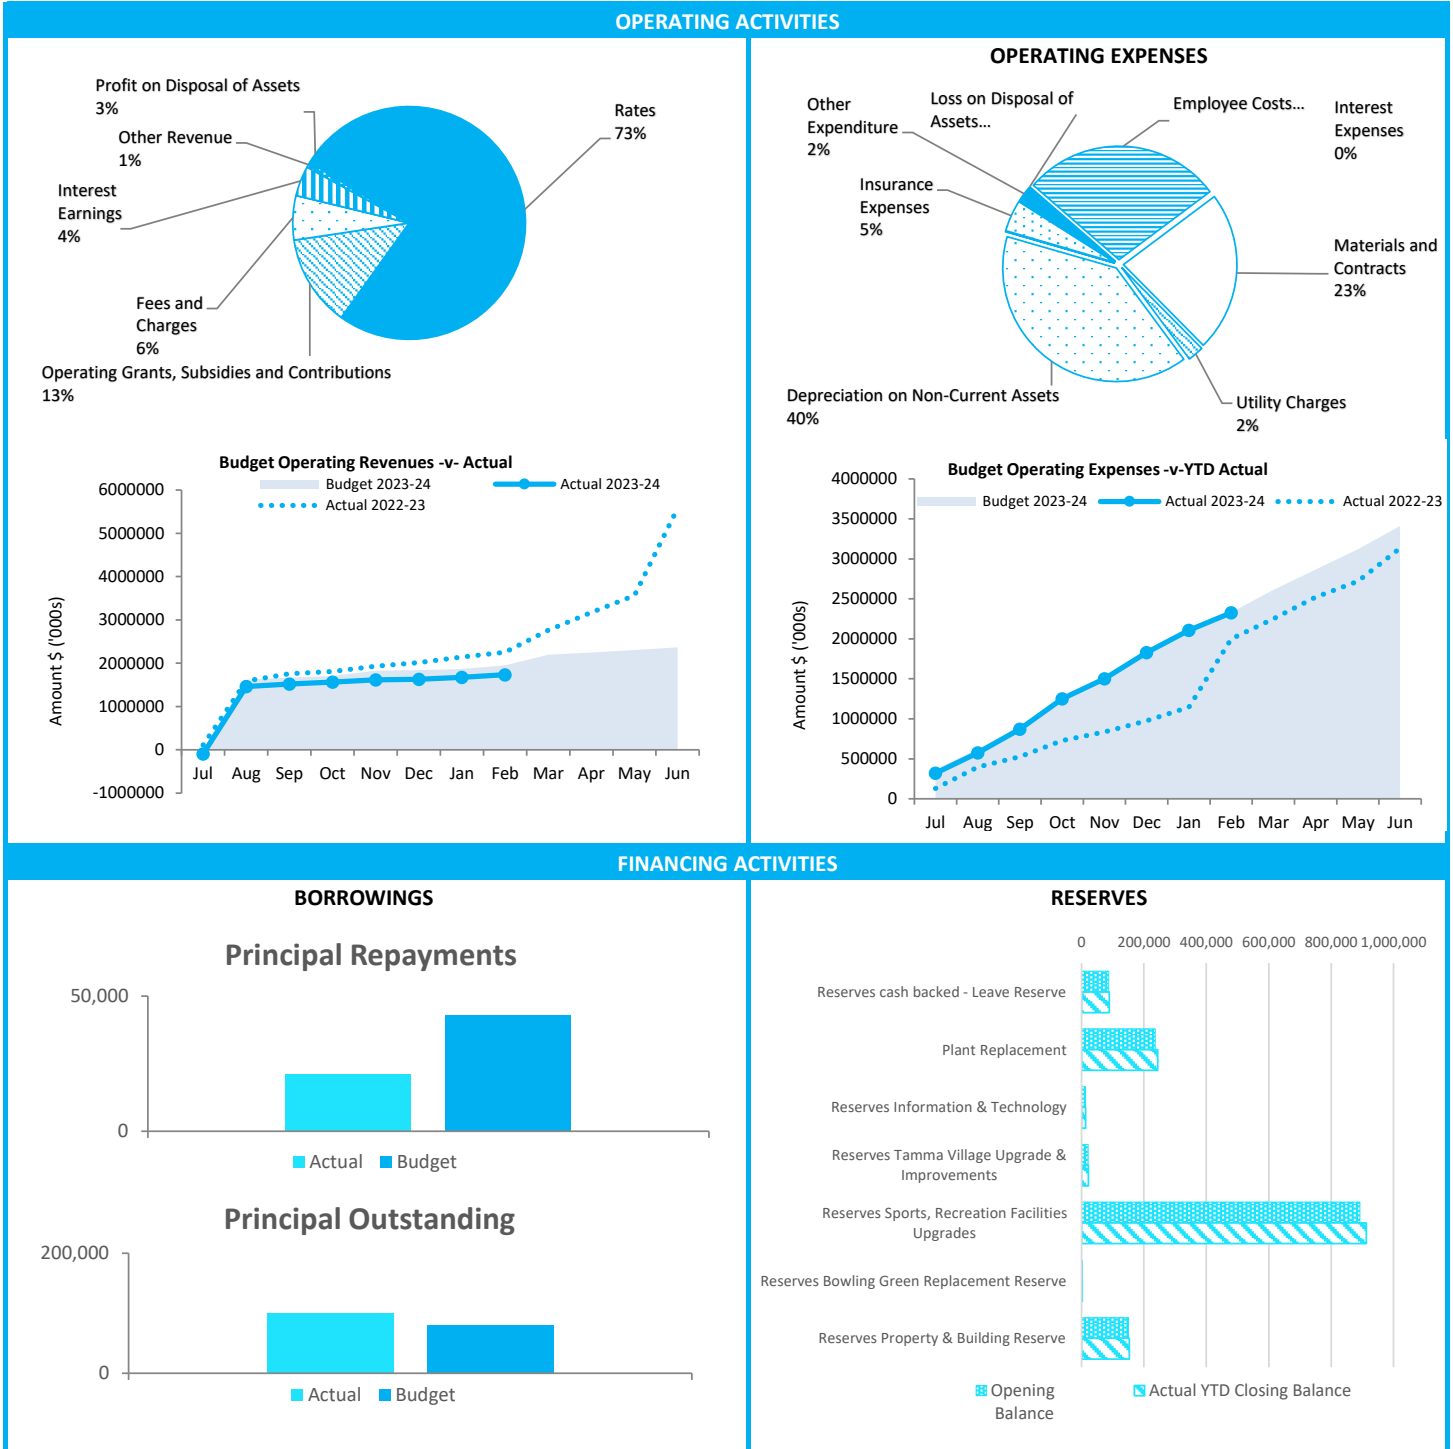 OPERATING ACTIVITIES
Profit on Disposal of Assets
3%
Other Revenue
1%
Interest
Earnings
4%
Fees and
Charges
6%
Operating Grants, Subsidies and Contributions
13%
Rates
73%
OPERATING EXPENSES
Other
Expenditure
2%
Loss on Disposal of
Assets...
Employee Costs...
Interest
Expenses
0%
Insurance
Expenses
5%
Materials and
Contracts
23%
Depreciation on Non-Current Assets
40%
Utility Charges
2%
Budget Operating Revenues -v- Actual
Budget 2023-24
Actual 2023-24
Actual 2022-23
Amount $ ('000s)
6000000
5000000
4000000
3000000
2000000
1000000
0
-1000000
Jul Aug Sep Oct Nov Dec Jan Feb Mar Apr May Jun
Budget Operating Expenses -v-YTD Actual
Budget 2023-24
Actual 2023-24
Actual 2022-23
Amount $ ('000s)
4000000
3500000
3000000
2500000
2000000
1500000
1000000
500000
0
Jul Aug Sep Oct Nov Dec Jan Feb Mar Apr May Jun
FINANCING ACTIVITIES
BORROWINGS
Principal Repayments
50,000
0
Actual Budget
Principal Outstanding
200,000
0
Actual Budget
RESERVES
0 200,000 400,000 600,000 800,000 1,000,000
Reserves cash backed - Leave Reserve
Plant Replacement
Reserves Information & Technology
Reserves Tamma Village Upgrade &
Improvements
Reserves Sports, Recreation Facilities
Upgrades
Reserves Bowling Green Replacement Reserve
Reserves Property & Building Reserve
Opening
Balance
Actual YTD Closing Balance